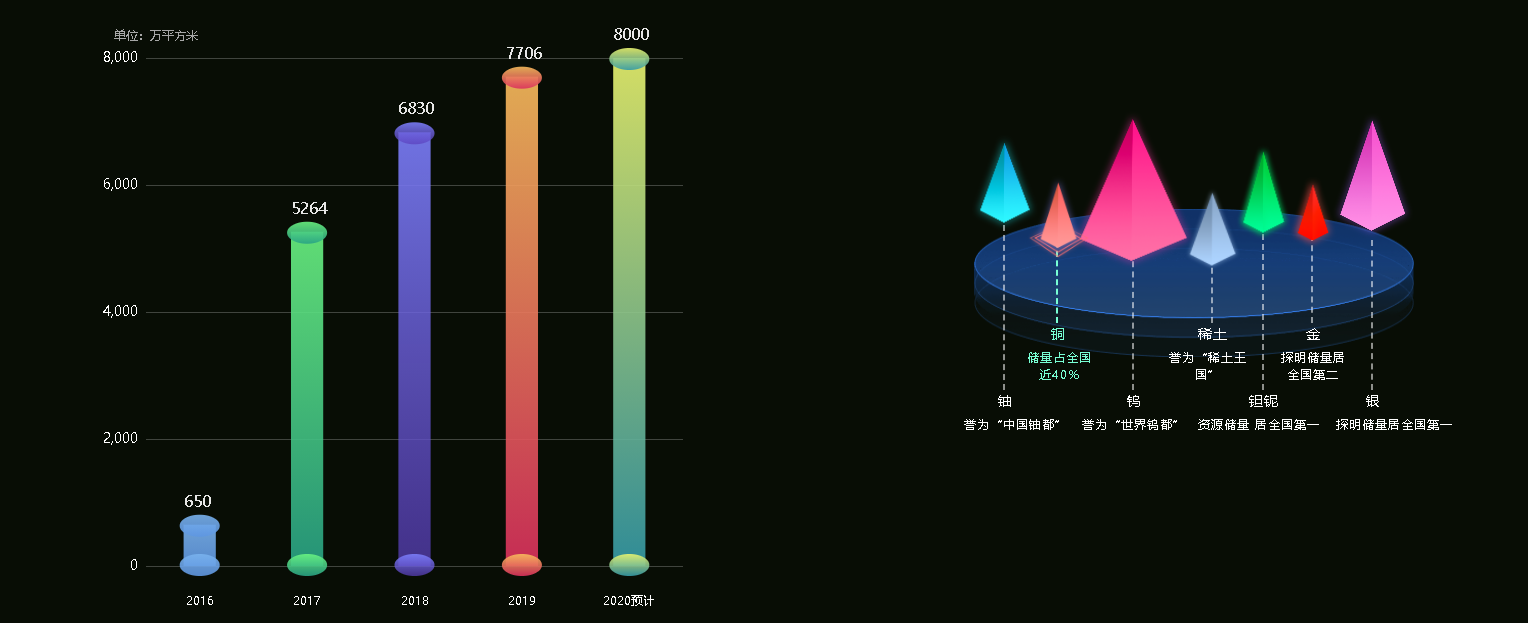 单位：万平方米
8,000
6,000
4,000
2,000
0
650
5264
6830
7706
8000
2016
2017
2018
2019
2020预计
铜
储量占全国
近40%
稀土
誉为“稀土王
国”
金
探明储量居
全国第二
铀
誉为“中国铀都”
钨
誉为“世界钨都”
钽铌
资源储量 居全国第一
银
探明储量居全国第一